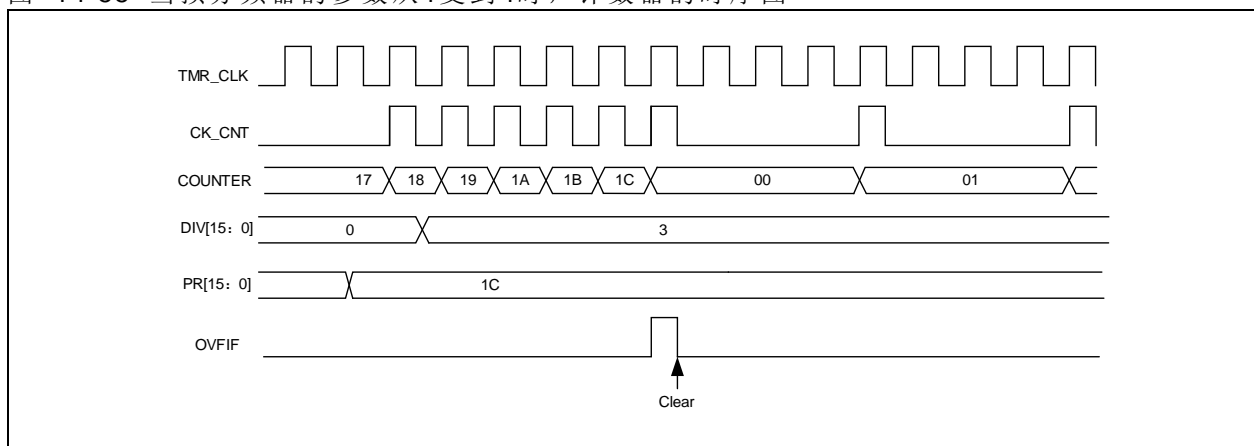 TMR_CLK
CK_CNT
COUNTER 17 18 19 1A 1B 1C 00 01
DIV[15：0] 0 3
PR[15：0] 1C
OVFIF
Clear